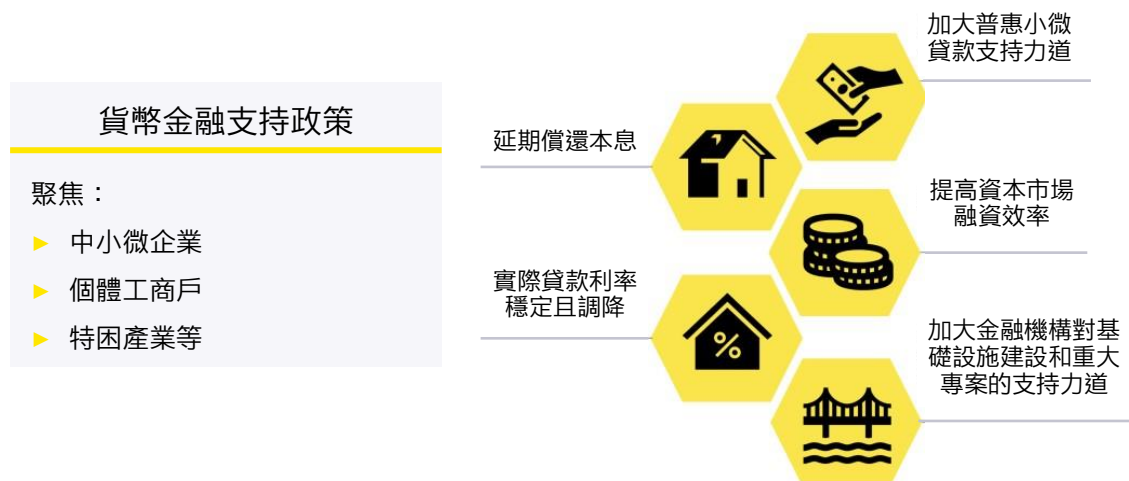 貨幣金融支持政策
聚焦：
► 中小微企業
► 個體工商戶
► 特困產業等
加大普惠小微
貸款支持力道
延期償還本息
提高資本市場
融資效率
實際貸款利率
穩定且調降
加大金融機構對基
礎設施建設和重大
專案的支持力道
%